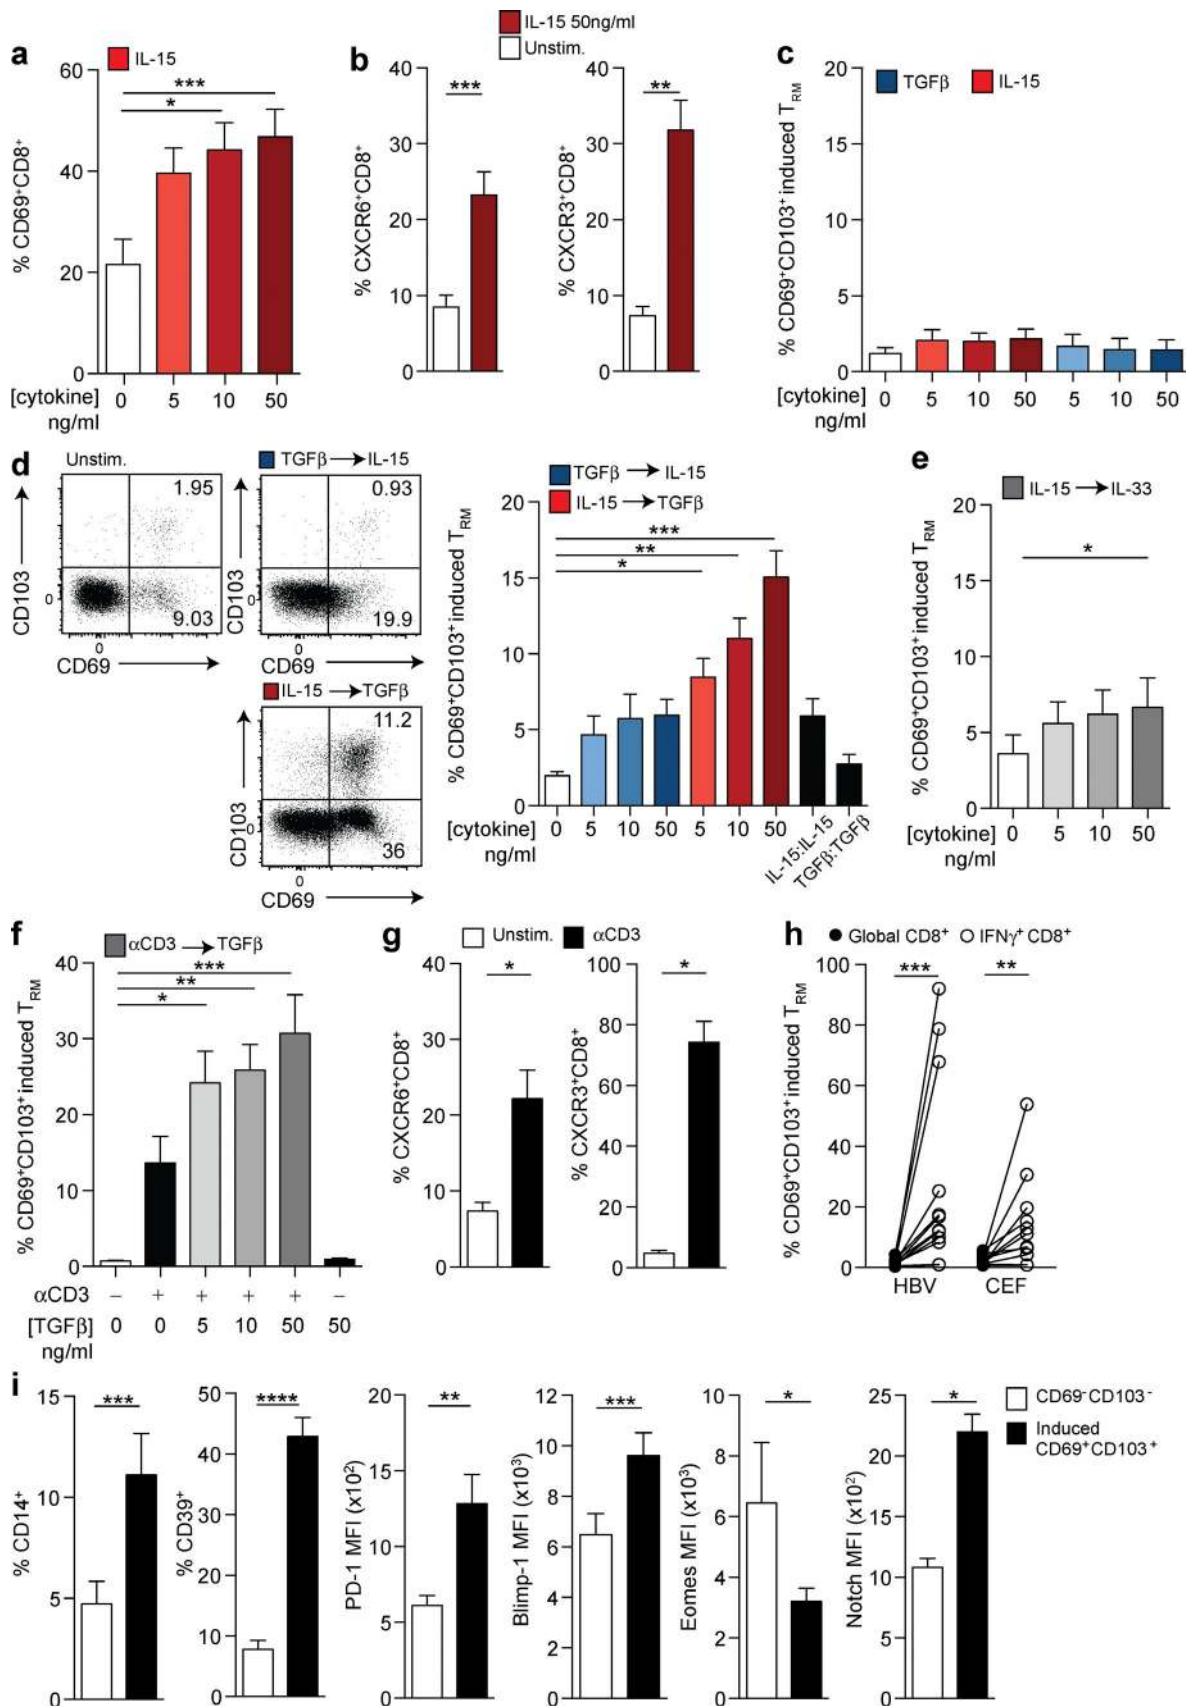 a
IL-15
% CD69⁺CD8⁺
60
40
20
0
***
*
[cytokine] 0 5 10 50
ng/ml
b
IL-15 50ng/ml
Unstim.
% CXCR6⁺CD8⁺
40
30
20
10
0
***
% CXCR3⁺CD8⁺
40
30
20
10
0
**
c
TGFβ IL-15
% CD69⁺CD103⁺ induced T_RM
20
15
10
5
0
[cytokine] 0 5 10 50 5 10 50
ng/ml
d
Unstim.
1.95
9.03
CD103
0
0
CD69
TGFβ → IL-15
0.93
19.9
CD103
0
0
CD69
IL-15 → TGFβ
11.2
36
CD103
0
0
CD69
TGFβ → IL-15
IL-15 → TGFβ
% CD69⁺CD103⁺ induced T_RM
20
15
10
5
0
***
**
*
[cytokine] 0 5 10 50 5 10 50 IL-15:IL-15 TGFβ:TGFβ
ng/ml
e
IL-15 → IL-33
% CD69⁺CD103⁺ induced T_RM
20
15
10
5
0
*
[cytokine] 0 5 10 50
ng/ml
f
αCD3 → TGFβ
% CD69⁺CD103⁺ induced T_RM
40
30
20
10
0
***
**
*
αCD3 – + + + + –
[TGFβ] 0 0 5 10 50 50
ng/ml
g
Unstim. αCD3
% CXCR6⁺CD8⁺
40
30
20
10
0
*
% CXCR3⁺CD8⁺
100
80
60
40
20
0
*
h
Global CD8⁺ IFNγ⁺ CD8⁺
% CD69⁺CD103⁺ induced T_RM
100
80
60
40
20
0
*** **
HBV CEF
i
% CD14⁺
15
10
5
0
***
% CD39⁺
50
40
30
20
10
0
****
PD-1 MFI (x10²)
20
15
10
5
0
**
Blimp-1 MFI (x10³)
12
10
8
6
4
2
0
***
Eomes MFI (x10³)
10
8
6
4
2
0
*
Notch MFI (x10²)
25
20
15
10
5
0
*
CD69⁻CD103⁻
Induced
CD69⁺CD103⁺